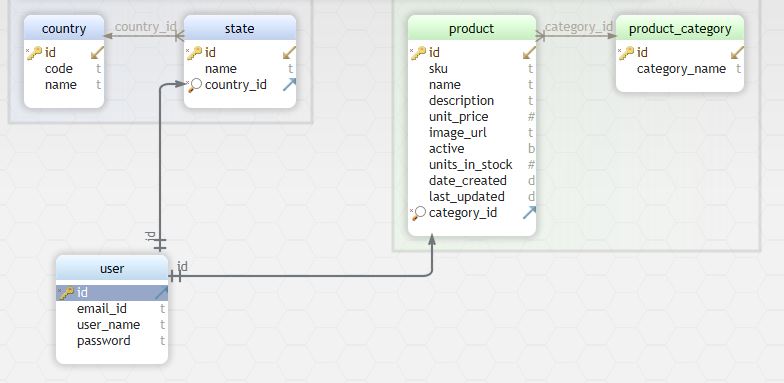 country
id
code t
name t
country_id
state
id
name t
country_id
product
id
sku t
name t
description t
unit_price #
image_url t
active b
units_in_stock #
date_created d
last_updated d
category_id
category_id
product_category
id
category_name t
id
id
user
id
email_id t
user_name t
password t